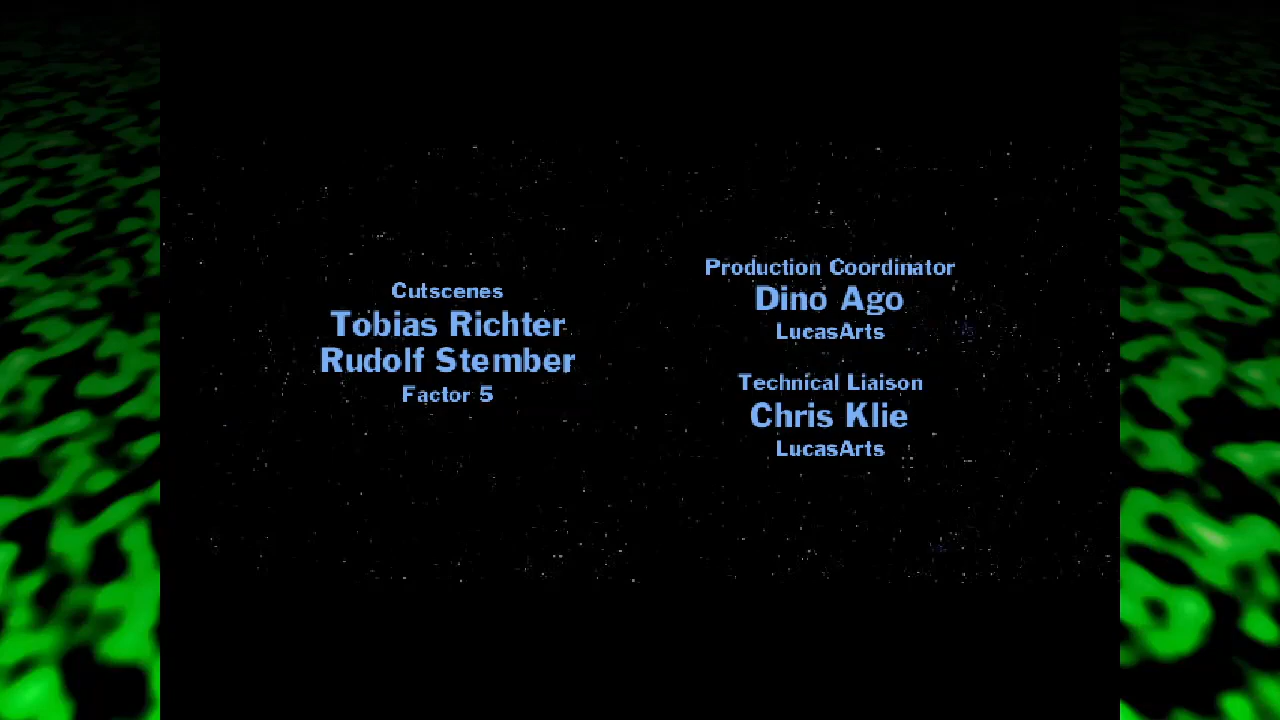 Cutscenes
Tobias Richter
Rudolf Stember
Factor 5
Production Coordinator
Dino Ago
LucasArts
Technical Liaison
Chris Klie
LucasArts